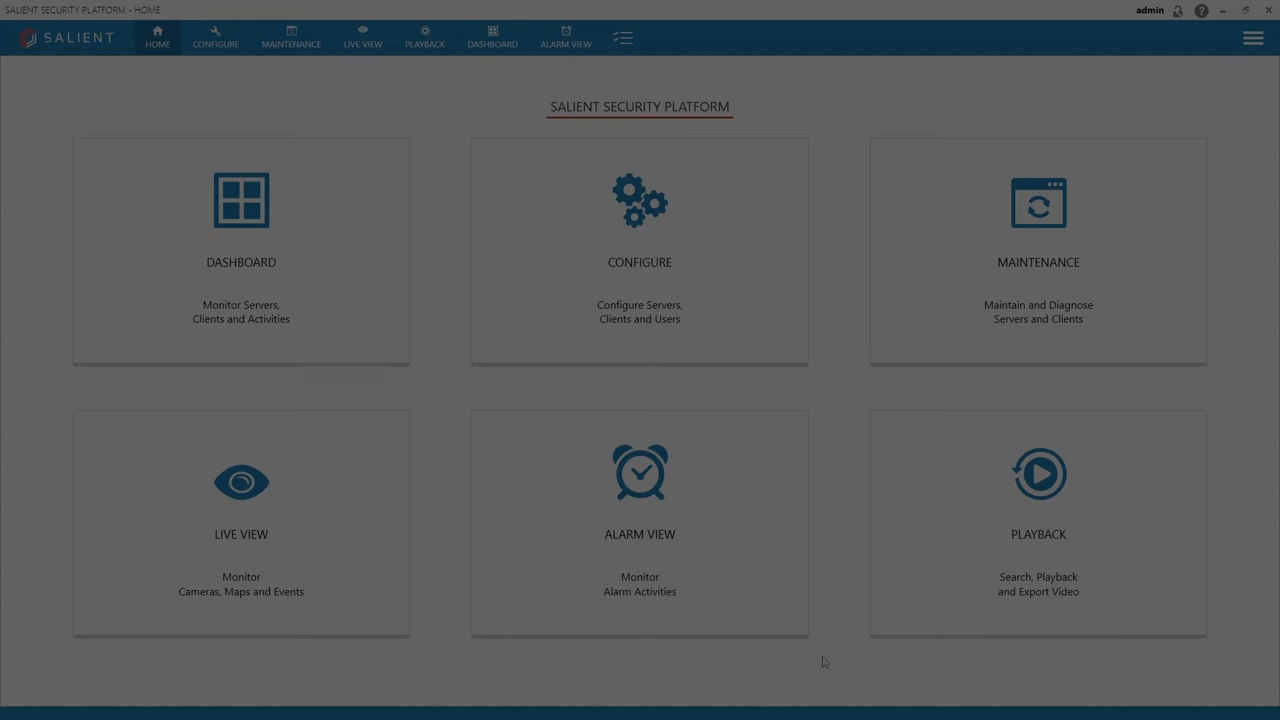 SALIENT SECURITY PLATFORM - HOME
admin
SALIENT
HOME
CONFIGURE
MAINTENANCE
LIVE VIEW
PLAYBACK
DASHBOARD
ALARM VIEW
SALIENT SECURITY PLATFORM
DASHBOARD
Monitor Servers,
Clients and Activities
CONFIGURE
Configure Servers,
Clients and Users
MAINTENANCE
Maintain and Diagnose
Servers and Clients
LIVE VIEW
Monitor
Cameras, Maps and Events
ALARM VIEW
Monitor
Alarm Activities
PLAYBACK
Search, Playback
and Export Video